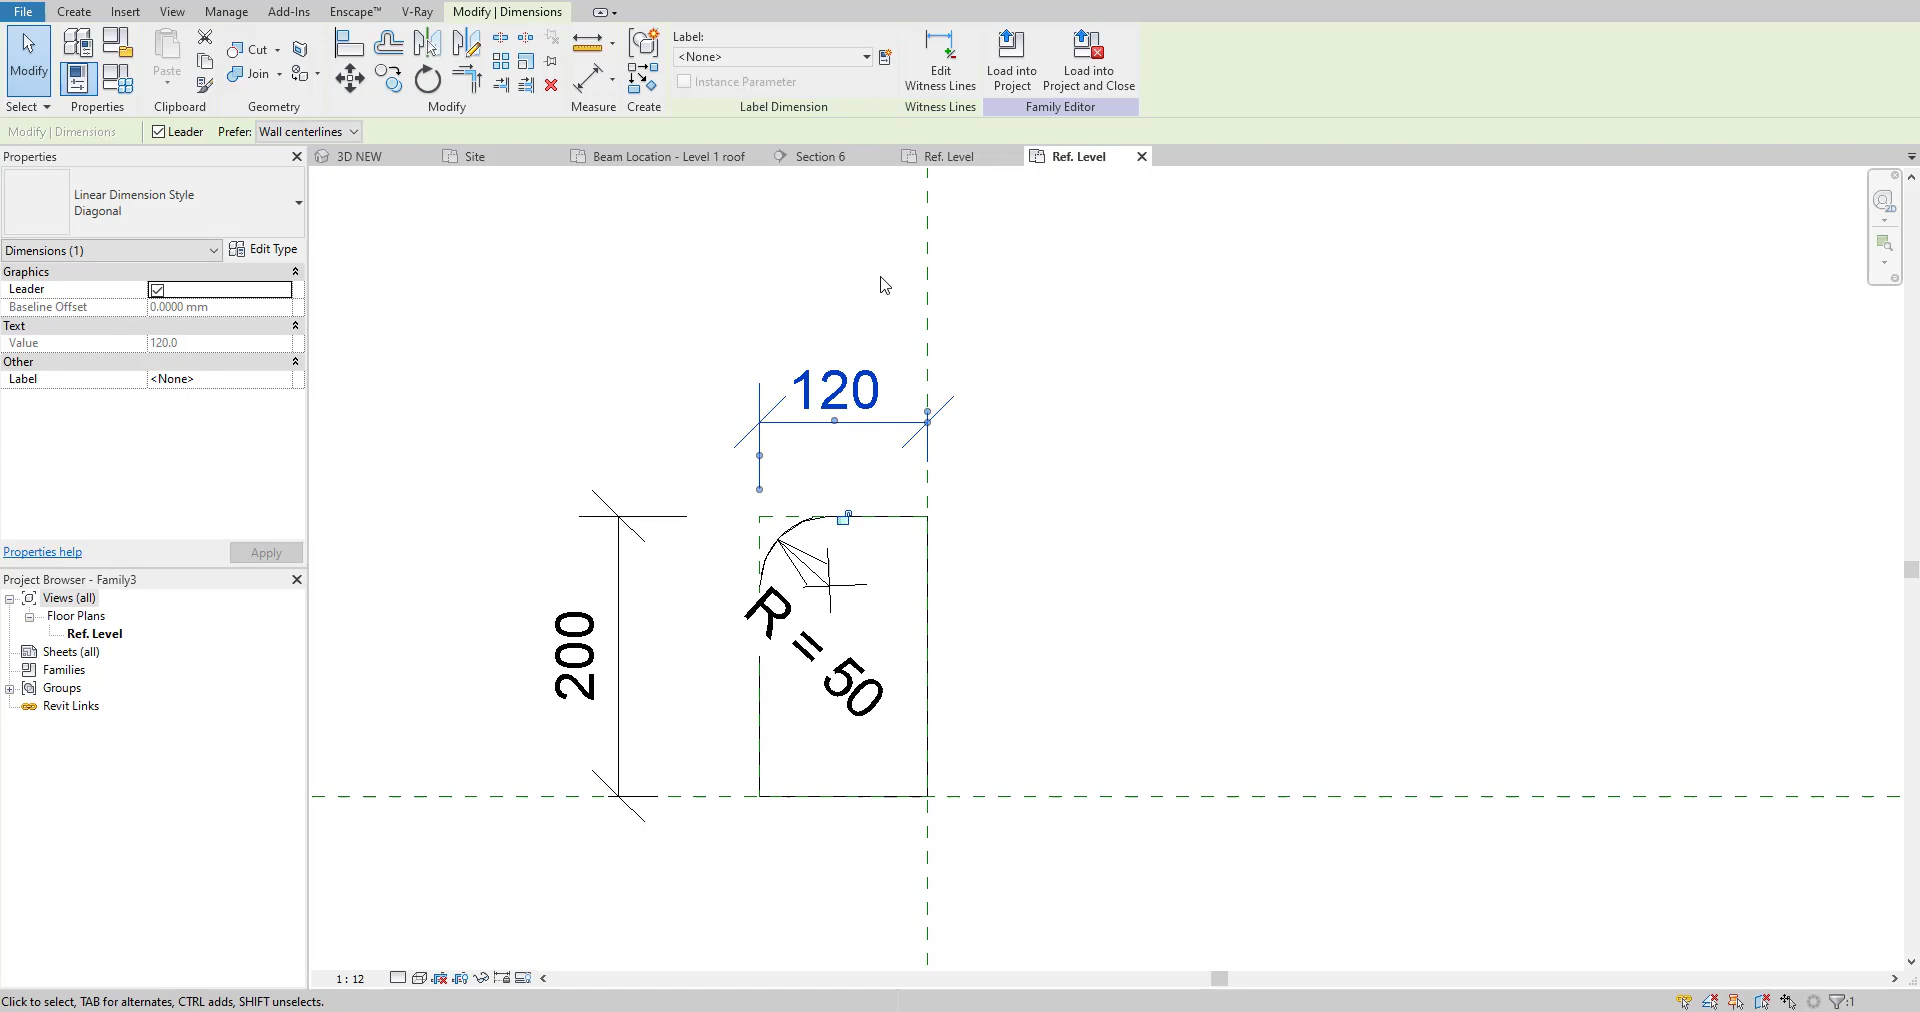 File Create Insert View Manage Add-Ins Enscape™ V-Ray Modify | Dimensions
Modify
Paste
Cut
Join
Label:
<None>
Instance Parameter
Edit
Witness Lines
Load into
Project
Load into
Project and Close
Select Properties Clipboard Geometry Modify Measure Create Label Dimension Witness Lines Family Editor
Modify | Dimensions Leader Prefer: Wall centerlines
Properties
3D NEW Site Beam Location - Level 1 roof Section 6 Ref. Level Ref. Level
Linear Dimension Style
Diagonal
Dimensions (1) Edit Type
Graphics
Leader
Baseline Offset 0.0000 mm
Text
Value 120.0
Other
Label <None>
Properties help Apply
Project Browser - Family3
Views (all)
Floor Plans
Ref. Level
Sheets (all)
Families
Groups
Revit Links
2D
120
200
R = 50
1 : 12
Click to select, TAB for alternates, CTRL adds, SHIFT unselects.
:1